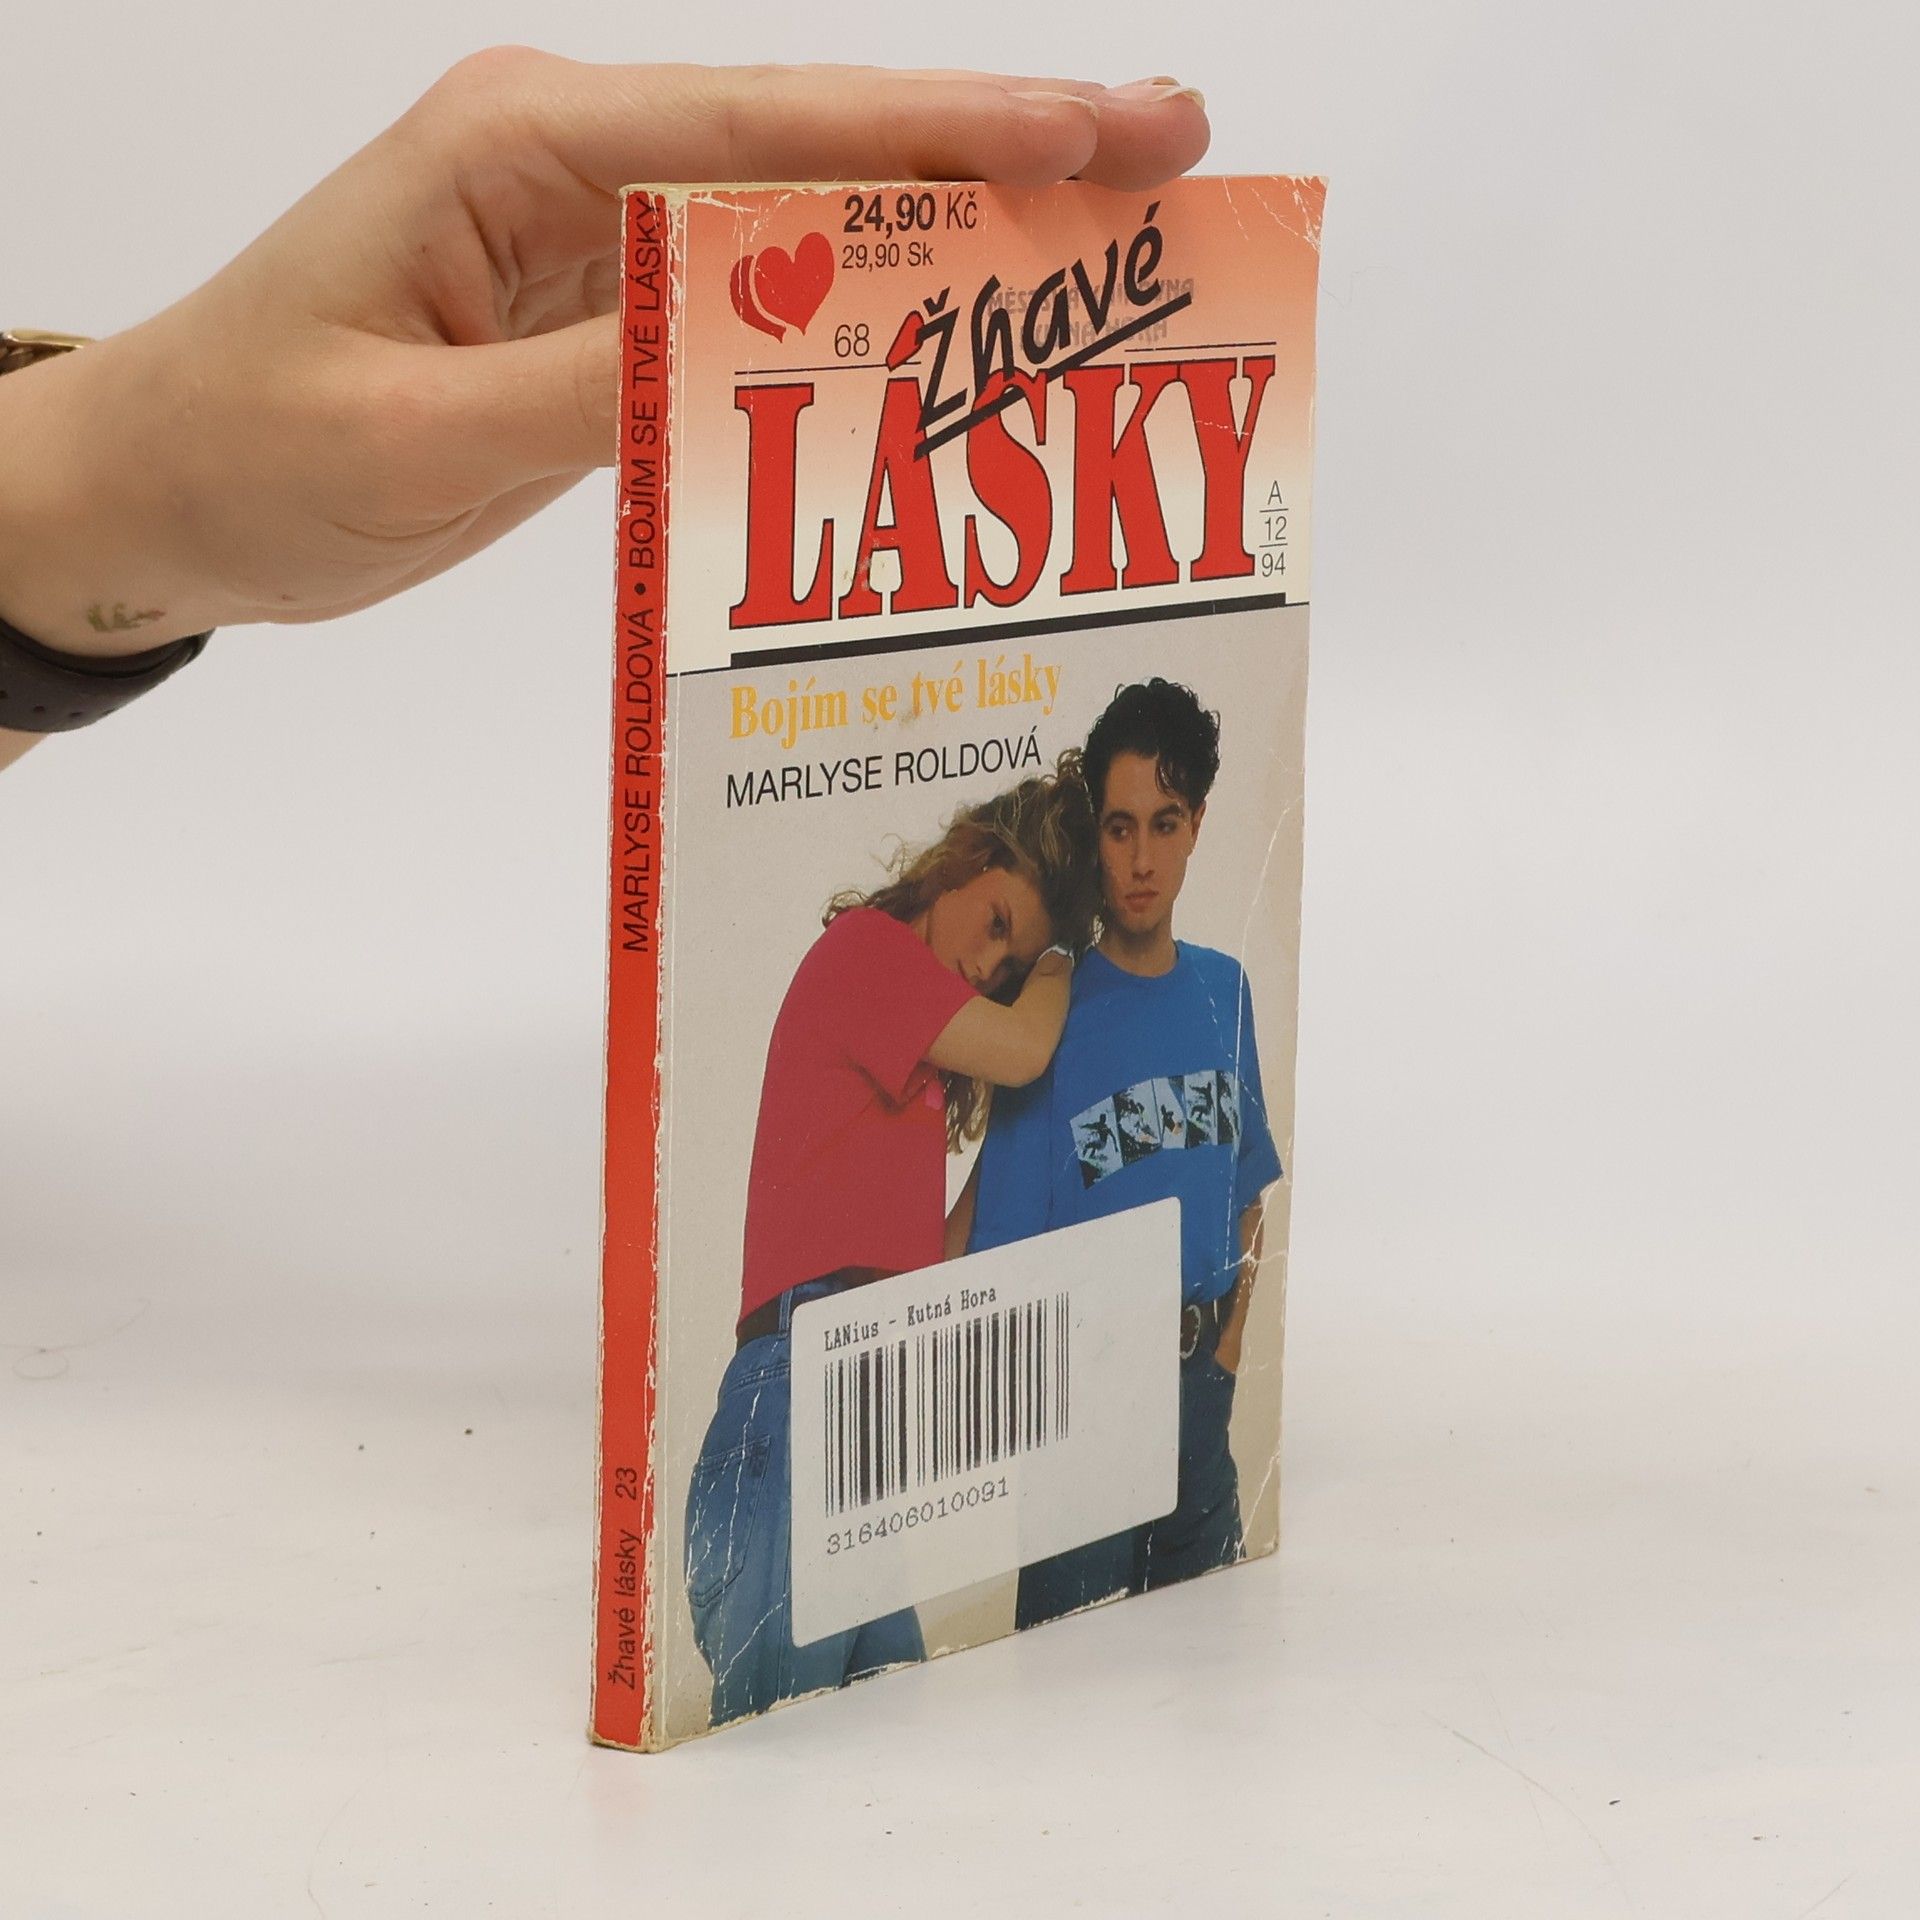 MARLYSE ROLDOVÁ • BOJÍM SE TVÉ LÁSKY
Žhavé lásky 23
24,90 Kč
29,90 Sk
68
Žhavé
LÁSKY
A
12
94
Bojím se tvé lásky
MARLYSE ROLDOVÁ
LANius - Kutná Hora
316406010091